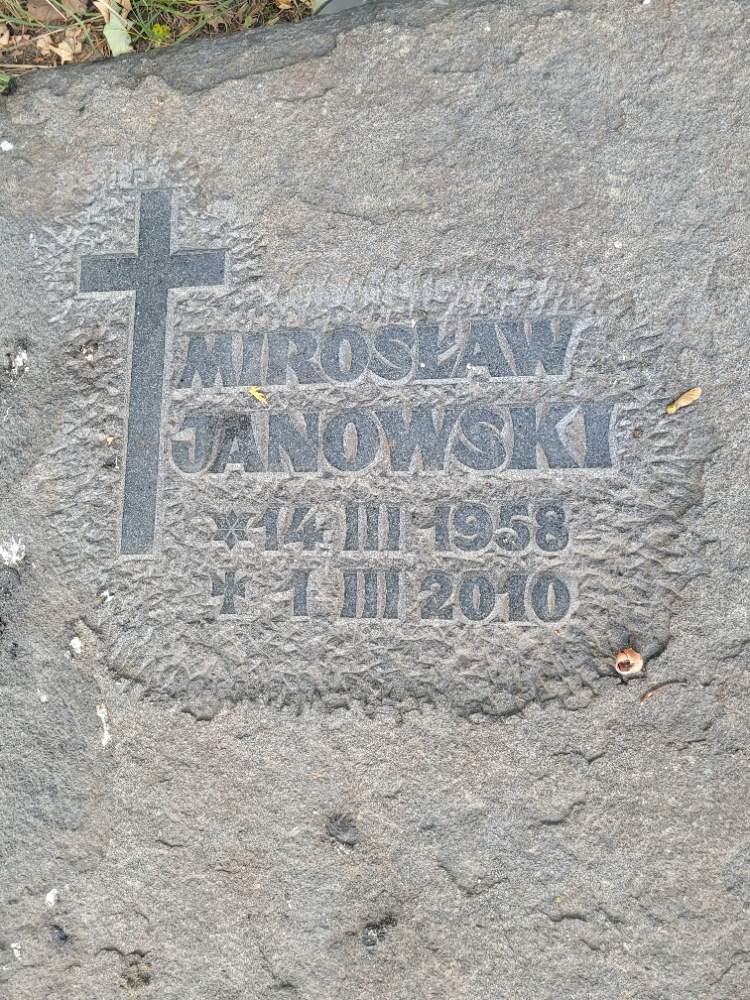 MIROSŁAW
JANOWSKI
*14 III 1958
† 1 III 2010